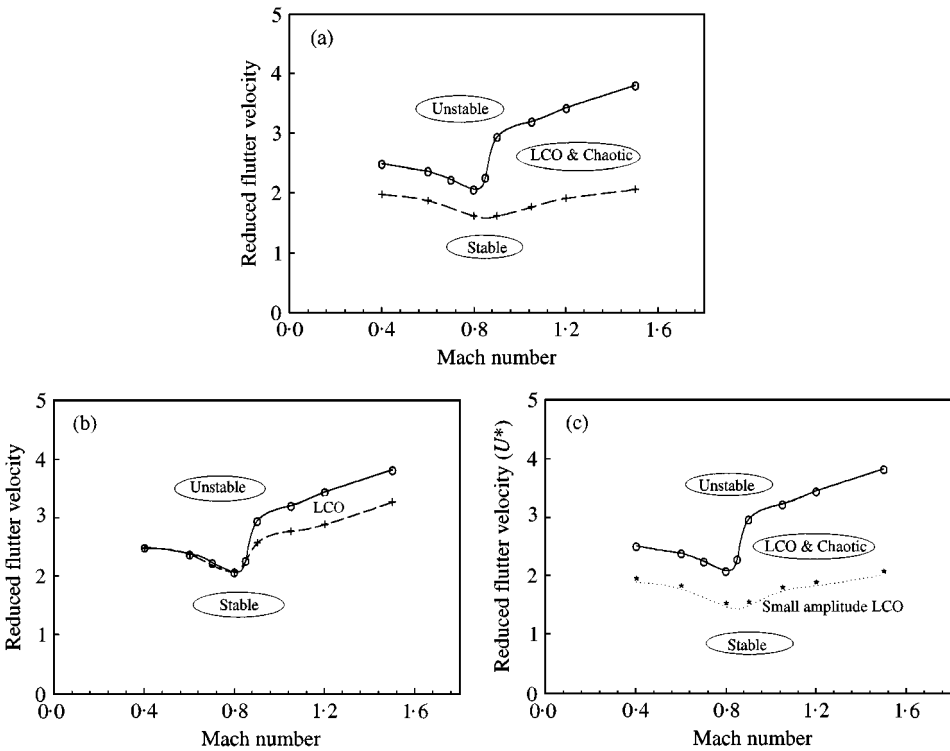 (a)
Reduced flutter velocity
5
4
3
2
1
0
Unstable
LCO & Chaotic
Stable
0·0 0·4 0·8 1·2 1·6
Mach number
(b)
Reduced flutter velocity
5
4
3
2
1
0
Unstable
LCO
Stable
0·0 0·4 0·8 1·2 1·6
Mach number
(c)
Reduced flutter velocity (U*)
5
4
3
2
1
0
Unstable
LCO & Chaotic
Small amplitude LCO
Stable
0·0 0·4 0·8 1·2 1·6
Mach number